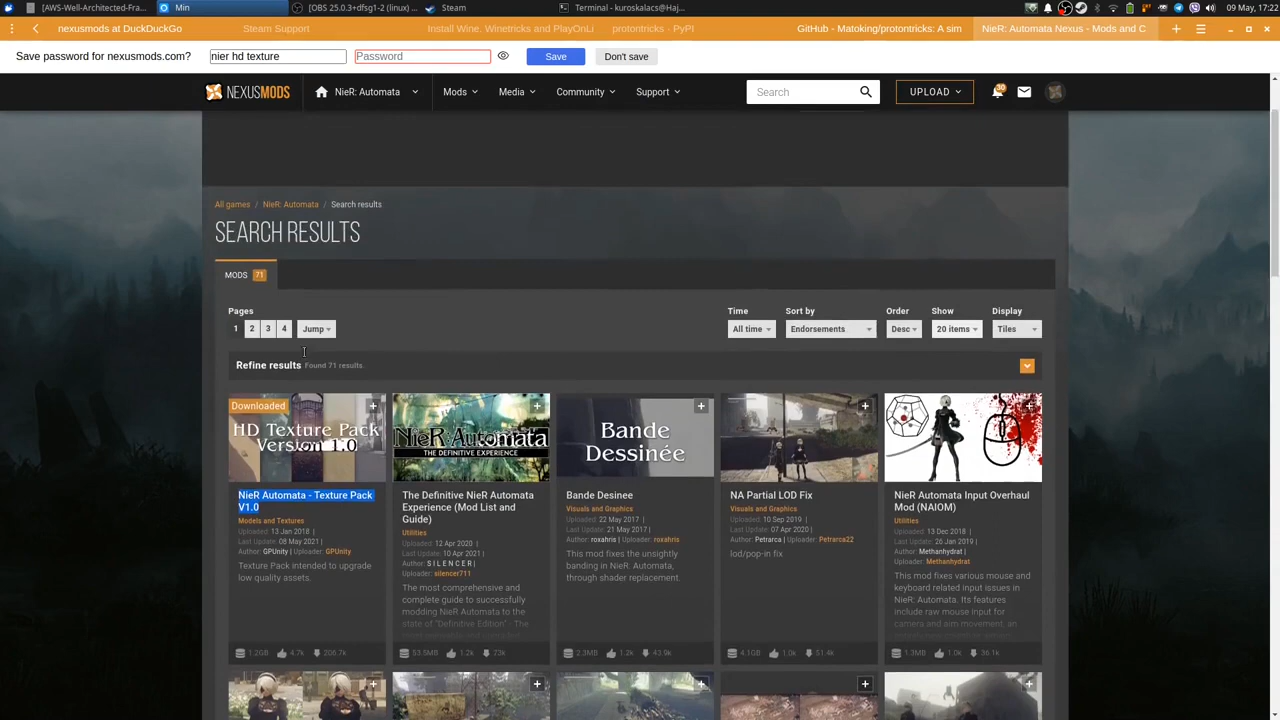 [AWS-Well-Architected-Fra...
Min
[OBS 25.0.3+dfsg1-2 (linux) ...
Steam
Terminal - kuroskalacs@Haj...
09 May, 17:22
nexusmods at DuckDuckGo
Steam Support
Install Wine, Winetricks and PlayOnLi
protontricks · PyPI
GitHub - Matoking/protontricks: A sim
NieR: Automata Nexus - Mods and C
Save password for nexusmods.com?
nier hd texture
Password
Save
Don't save
NEXUSMODS
NieR: Automata
Mods
Media
Community
Support
Search
UPLOAD
All games / NieR: Automata / Search results
SEARCH RESULTS
MODS 71
Pages
1 2 3 4 Jump
Time
All time
Sort by
Endorsements
Order
Desc
Show
20 items
Display
Tiles
Refine results Found 71 results.
Downloaded
HD Texture Pack
Version 1.0
NieR Automata - Texture Pack
V1.0
Models and Textures
Uploaded: 13 Jan 2018 |
Last Update: 08 May 2021 |
Author: GPUnity | Uploader: GPUnity
Texture Pack intended to upgrade
low quality assets.
1.2GB 4.7k 208.7k
NieR:Automata
THE DEFINITIVE EXPERIENCE
The Definitive NieR Automata
Experience (Mod List and
Guide)
Utilities
Uploaded: 12 Apr 2020 |
Last Update: 10 Apr 2021 |
Author: S I L E N C E R |
Uploader: silencer711
The most comprehensive and
complete guide to successfully
modding NieR Automata to the
state of "Definitive Edition" - The
53.5MB 1.2k 73k
Bande
Dessinée
Bande Desinee
Visuals and Graphics
Uploaded: 22 May 2017 |
Last Update: 21 May 2017 |
Author: roxahris | Uploader: roxahris
This mod fixes the unsightly
banding in NieR: Automata,
through shader replacement.
2.3MB 1.2k 43.0k
NA Partial LOD Fix
Visuals and Graphics
Uploaded: 10 Sep 2019 |
Last Update: 07 Apr 2020 |
Author: Petrarca | Uploader: Petrarca22
lod/pop-in fix
4.1GB 1.0k 51.4k
NieR Automata Input Overhaul
Mod (NAIOM)
Utilities
Uploaded: 13 Dec 2018 |
Last Update: 26 Jan 2019 |
Author: Methanhydrat |
Uploader: Methanhydrat
This mod fixes various mouse and
keyboard related input issues in
NieR: Automata. Its features
include raw mouse input for
camera and aim movement, an
1.3MB 1.0k 36.1k